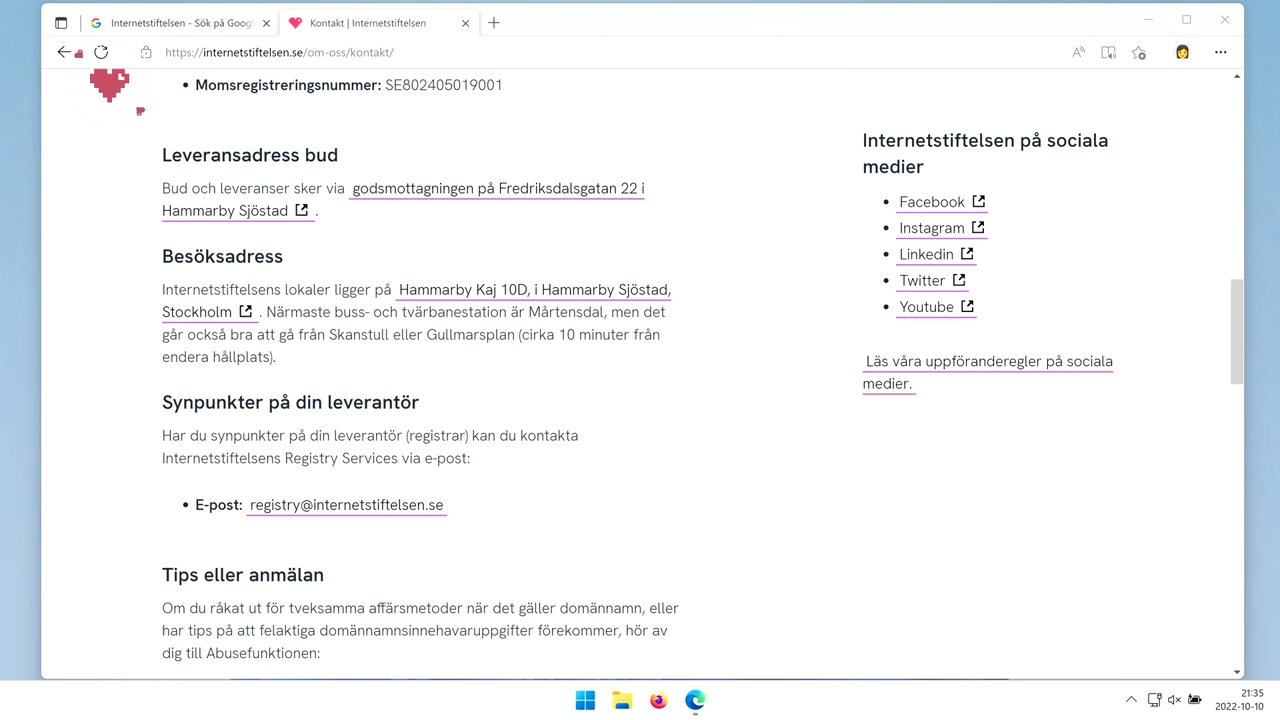 Internetstiftelsen - Sök på Goog
Kontakt | Internetstiftelsen
https://internetstiftelsen.se/om-oss/kontakt/
• Momsregistreringsnummer: SE802405019001
Leveransadress bud
Bud och leveranser sker via godsmottagningen på Fredriksdalsgatan 22 i
Hammarby Sjöstad .
Besöksadress
Internetstiftelsens lokaler ligger på Hammarby Kaj 10D, i Hammarby Sjöstad,
Stockholm . Närmaste buss- och tvärbanestation är Mårtensdal, men det
går också bra att gå från Skanstull eller Gullmarsplan (cirka 10 minuter från
endera hållplats).
Synpunkter på din leverantör
Har du synpunkter på din leverantör (registrar) kan du kontakta
Internetstiftelsens Registry Services via e-post:
• E-post: registry@internetstiftelsen.se
Tips eller anmälan
Om du råkat ut för tveksamma affärsmetoder när det gäller domännamn, eller
har tips på att felaktiga domännamnsinnehavaruppgifter förekommer, hör av
dig till Abusefunktionen:
Internetstiftelsen på sociala
medier
• Facebook
• Instagram
• Linkedin
• Twitter
• Youtube
Läs våra uppföranderegler på sociala
medier.
21:35
2022-10-10